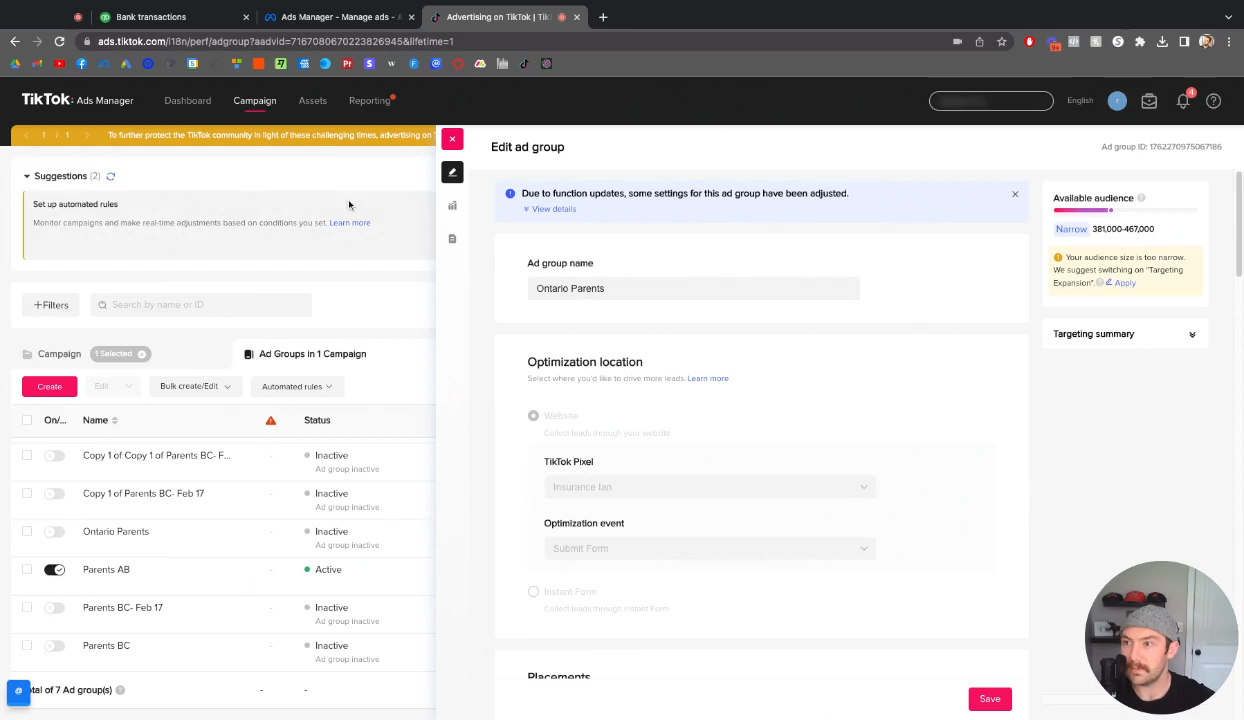 Bank transactions
Ads Manager - Manage ads - A
Advertising on TikTok | TikT
ads.tiktok.com/i18n/perf/adgroup?aadvid=7167080670223826945&lifetime=1
TikTok: Ads Manager
Dashboard
Campaign
Assets
Reporting
English
4
1 / 1
To further protect the TikTok community in light of these challenging times, advertising on
Suggestions (2)
Set up automated rules
Monitor campaigns and make real-time adjustments based on conditions you set. Learn more
+Filters
Search by name or ID
Campaign
1 Selected
Ad Groups in 1 Campaign
Create
Edit
Bulk create/Edit
Automated rules
On/...
Name
Status
Copy 1 of Copy 1 of Parents BC- F...
Inactive
Ad group inactive
Copy 1 of Parents BC- Feb 17
Inactive
Ad group inactive
Ontario Parents
Inactive
Ad group inactive
Parents AB
Active
Parents BC- Feb 17
Inactive
Ad group inactive
Parents BC
Inactive
Ad group inactive
otal of 7 Ad group(s)
-
-
Edit ad group
Ad group ID: 1762270975067186
Due to function updates, some settings for this ad group have been adjusted.
View details
Ad group name
Ontario Parents
Optimization location
Select where you'd like to drive more leads. Learn more
Website
Collect leads through your website
TikTok Pixel
Insurance Ian
Optimization event
Submit Form
Instant Form
Collect leads through Instant Form
Placements
Save
Available audience
Narrow 381,000-467,000
Your audience size is too narrow.
We suggest switching on "Targeting
Expansion". Apply
Targeting summary